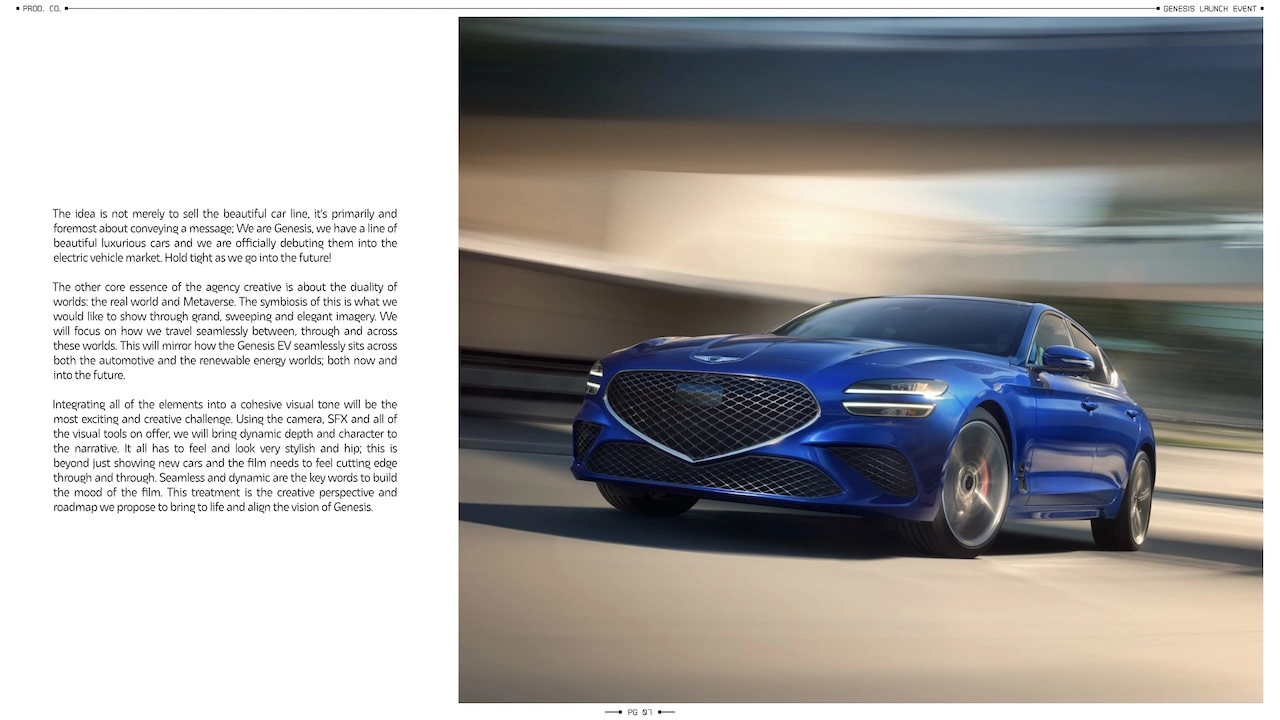 PROD. CO.
GENESIS LAUNCH EVENT
The idea is not merely to sell the beautiful car line, it's primarily and
foremost about conveying a message; We are Genesis, we have a line of
beautiful luxurious cars and we are officially debuting them into the
electric vehicle market. Hold tight as we go into the future!
The other core essence of the agency creative is about the duality of
worlds: the real world and Metaverse. The symbiosis of this is what we
would like to show through grand, sweeping and elegant imagery. We
will focus on how we travel seamlessly between, through and across
these worlds. This will mirror how the Genesis EV seamlessly sits across
both the automotive and the renewable energy worlds; both now and
into the future.
Integrating all of the elements into a cohesive visual tone will be the
most exciting and creative challenge. Using the camera, SFX and all of
the visual tools on offer, we will bring dynamic depth and character to
the narrative. It all has to feel and look very stylish and hip; this is
beyond just showing new cars and the film needs to feel cutting edge
through and through. Seamless and dynamic are the key words to build
the mood of the film. This treatment is the creative perspective and
roadmap we propose to bring to life and align the vision of Genesis.
PG 07